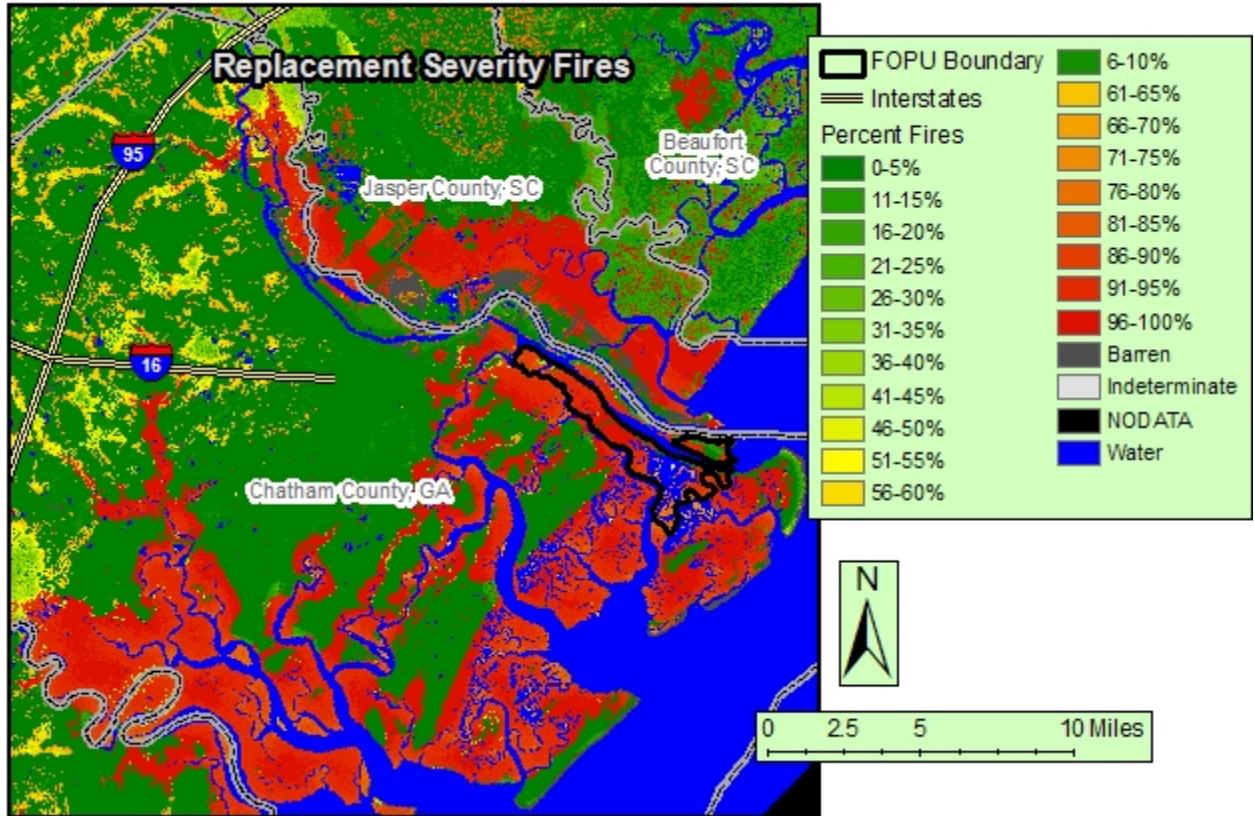 Replacement Severity Fires
95
Jasper County, SC
Beaufort
County, SC
16
Chatham County, GA
FOPU Boundary
Interstates
Percent Fires
0-5%
11-15%
16-20%
21-25%
26-30%
31-35%
36-40%
41-45%
46-50%
51-55%
56-60%
6-10%
61-65%
66-70%
71-75%
76-80%
81-85%
86-90%
91-95%
96-100%
Barren
Indeterminate
NODATA
Water
N
0 2.5 5 10 Miles